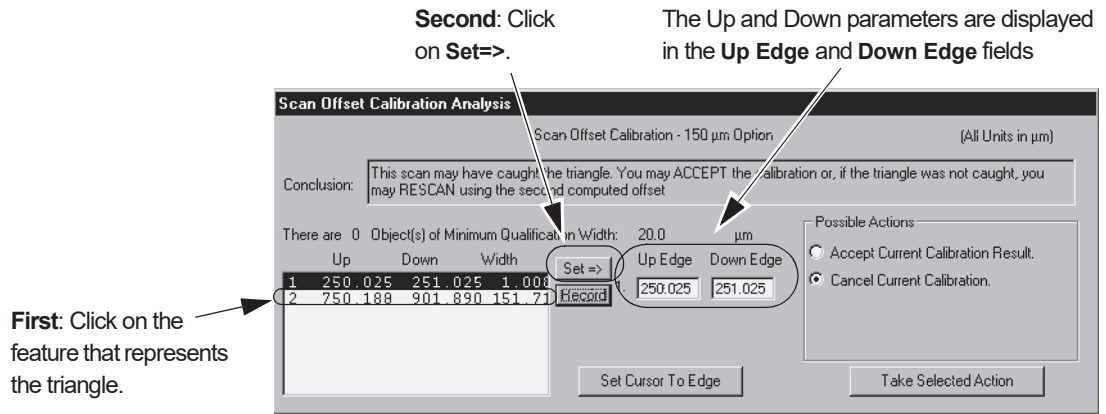 Second: Click
on Set=>.
The Up and Down parameters are displayed
in the Up Edge and Down Edge fields
Scan Offset Calibration Analysis
Scan Offset Calibration - 150 µm Option
(All Units in µm)
Conclusion:
This scan may have caught the triangle. You may ACCEPT the calibration or, if the triangle was not caught, you
may RESCAN using the second computed offset
There are 0 Object(s) of Minimum Qualification Width: 20.0 µm
Up Down Width
1 250.025 251.025 1.008
2 750.188 901.890 151.71
Set =>
Record
Up Edge Down Edge
1. 250.025 251.025
Possible Actions
Accept Current Calibration Result.
Cancel Current Calibration.
Set Cursor To Edge
Take Selected Action
First: Click on the
feature that represents
the triangle.